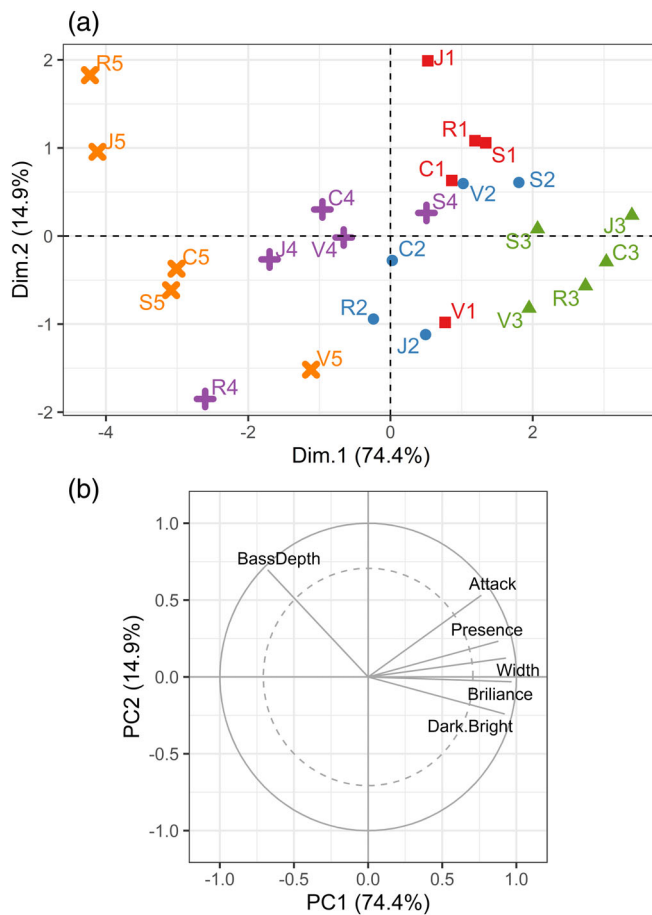 (a)
2
1
0
-1
-2
Dim.2 (14.9%)
R5
J5
J1
R1
S1
C1
V2
S2
C4
S4
J3
S3
C3
V4
J4
C2
C5
S5
R3
V3
R2
V1
J2
V5
R4
-4 -2 0 2
Dim.1 (74.4%)
(b)
1.0
0.5
0.0
-0.5
-1.0
PC2 (14.9%)
BassDepth
Attack
Presence
Width
Briliance
Dark.Bright
-1.0 -0.5 0.0 0.5 1.0
PC1 (74.4%)